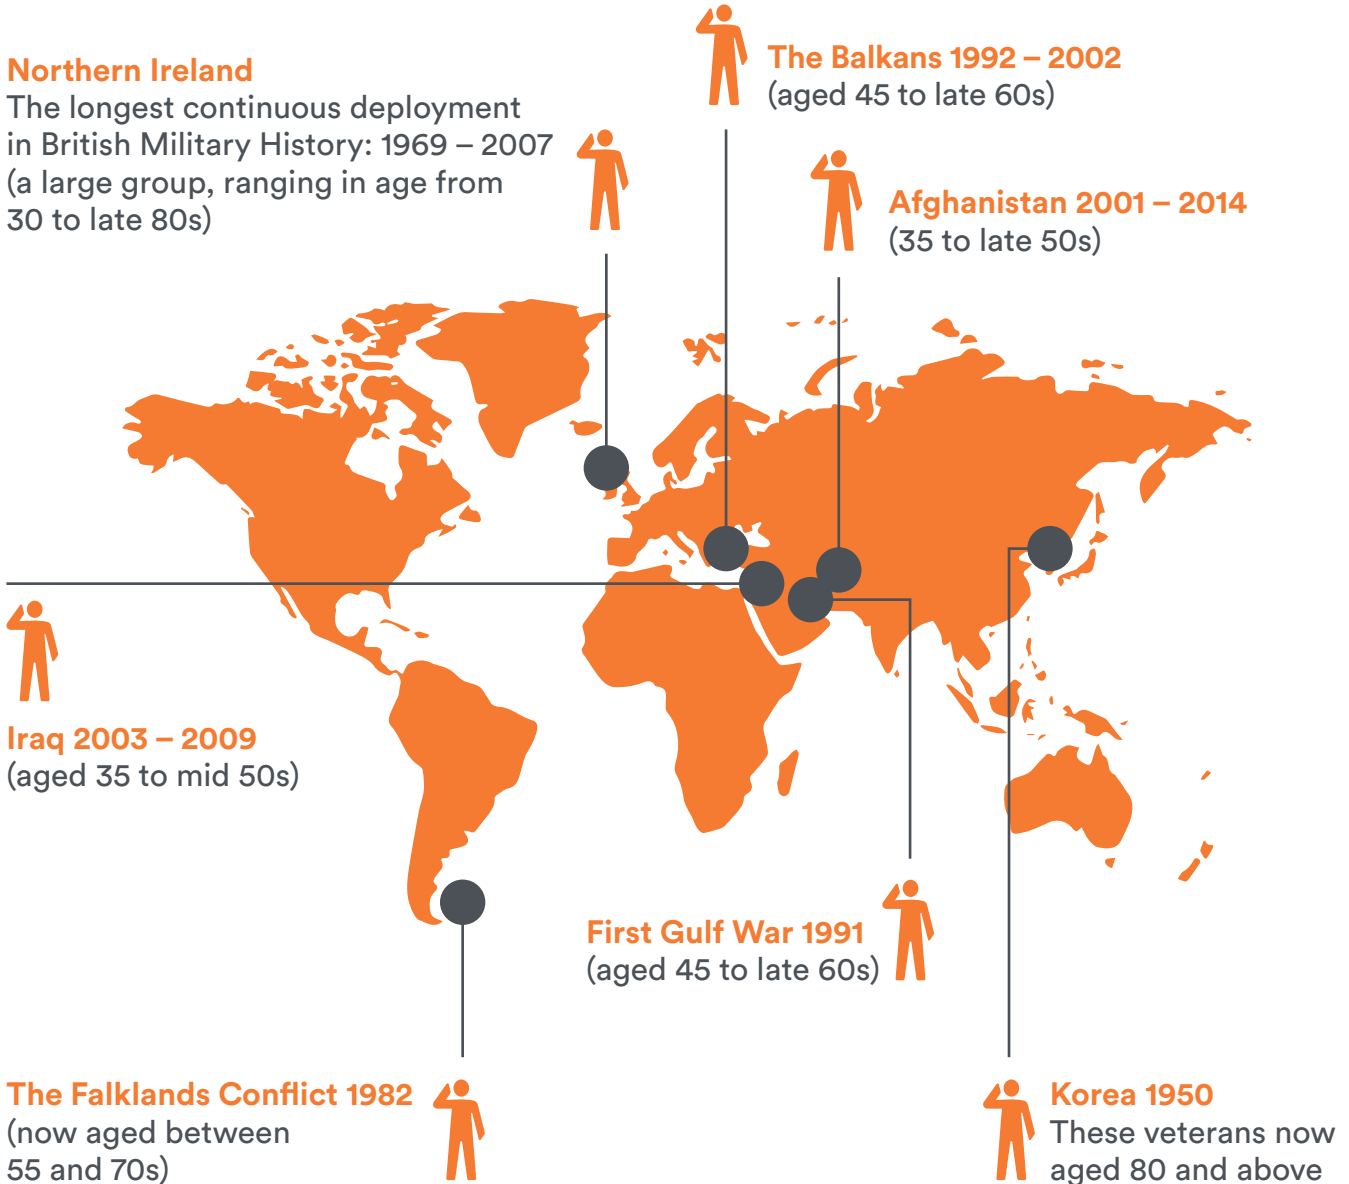 Northern Ireland
The longest continuous deployment
in British Military History: 1969 – 2007
(a large group, ranging in age from
30 to late 80s)
The Balkans 1992 – 2002
(aged 45 to late 60s)
Afghanistan 2001 – 2014
(35 to late 50s)
Iraq 2003 – 2009
(aged 35 to mid 50s)
First Gulf War 1991
(aged 45 to late 60s)
The Falklands Conflict 1982
(now aged between
55 and 70s)
Korea 1950
These veterans now
aged 80 and above